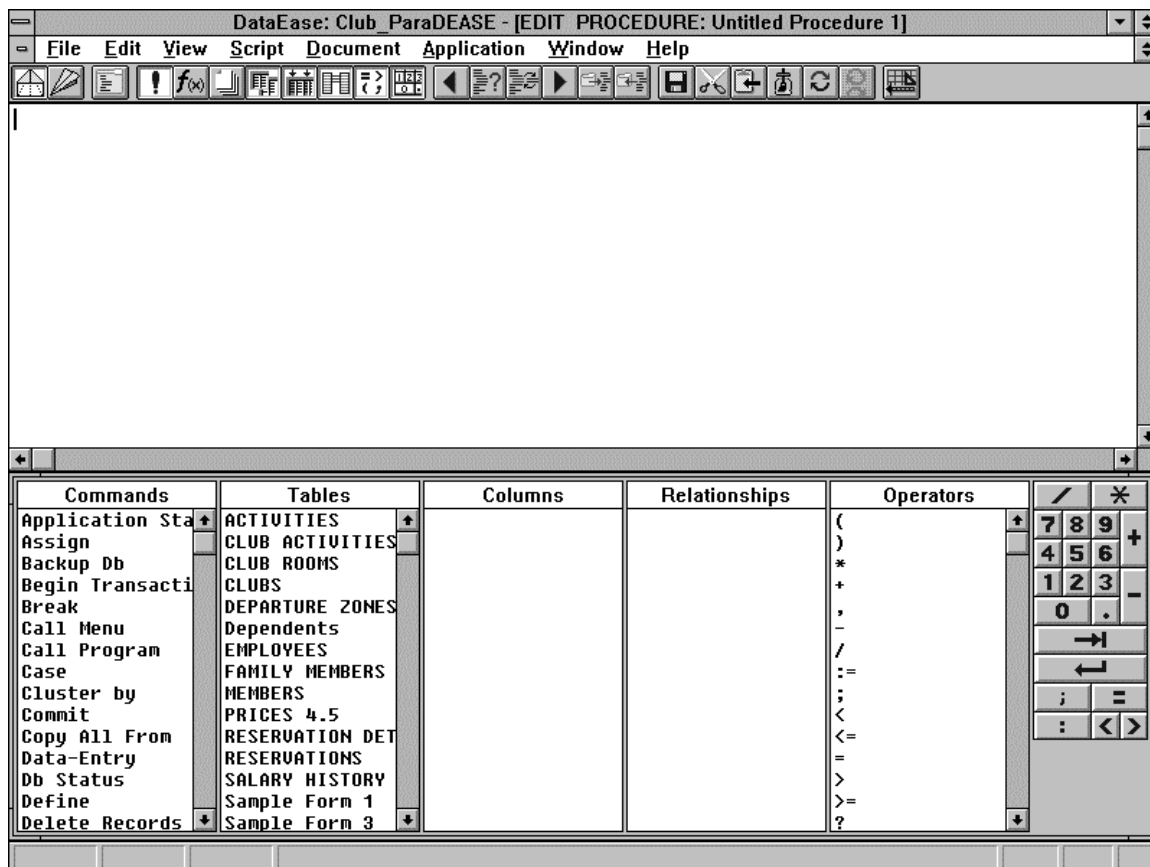 DataEase: Club_ParaDEASE - [EDIT PROCEDURE: Untitled Procedure 1]
File Edit View Script Document Application Window Help
! f(x)
Commands
Application Sta
Assign
Backup Db
Begin Transacti
Break
Call Menu
Call Program
Case
Cluster by
Commit
Copy All From
Data-Entry
Db Status
Define
Delete Records
Tables
ACTIVITIES
CLUB ACTIVITIES
CLUB ROOMS
CLUBS
DEPARTURE ZONES
Dependents
EMPLOYEES
FAMILY MEMBERS
MEMBERS
PRICES 4.5
RESERVATION DET
RESERVATIONS
SALARY HISTORY
Sample Form 1
Sample Form 3
Columns
Relationships
Operators
(
)
*
+
,
-
/
:=
;
<
<=
=
>
>=
?
/ *
7 8 9 +
4 5 6
1 2 3 -
0 .
; =
: < >